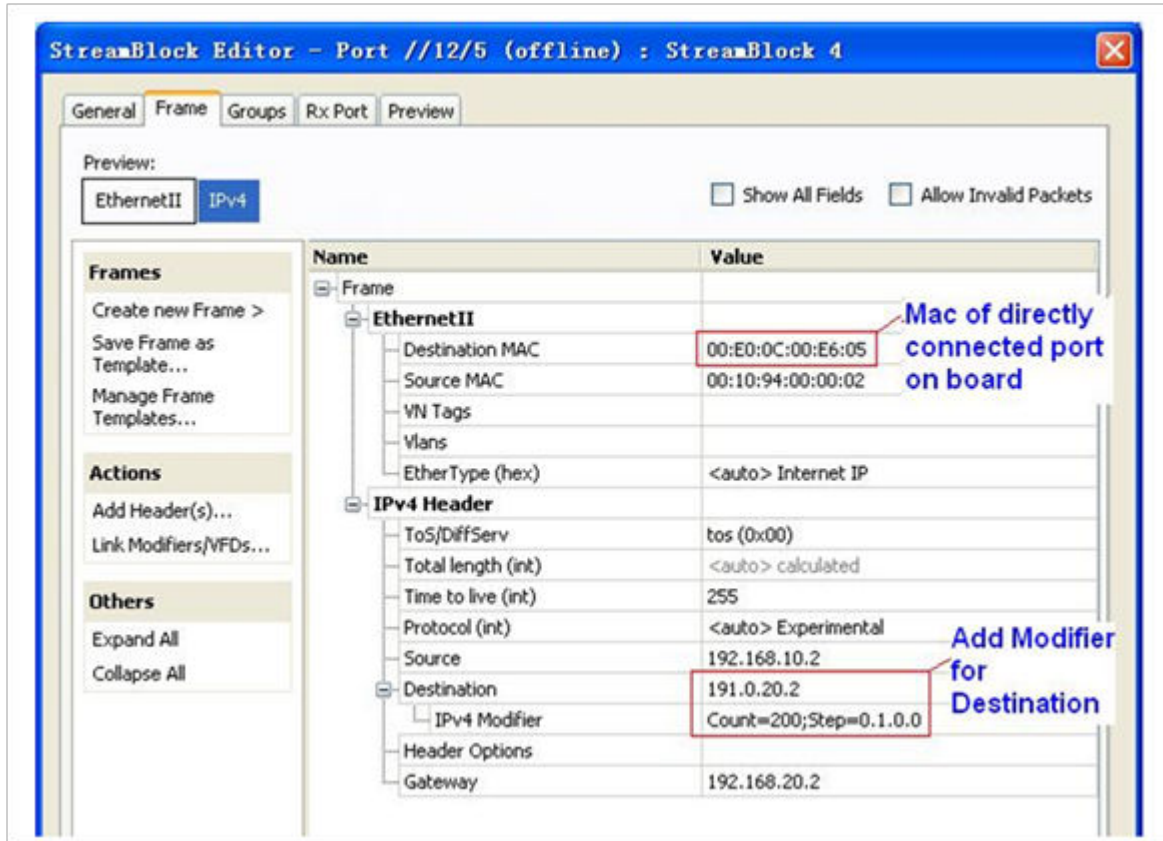 StreamBlock Editor - Port //12/5 (offline) : StreamBlock 4
General Frame Groups Rx Port Preview
Preview:
EthernetII IPv4
Show All Fields Allow Invalid Packets
Frames
Create new Frame >
Save Frame as
Template...
Manage Frame
Templates...
Actions
Add Header(s)...
Link Modifiers/VFDs...
Others
Expand All
Collapse All
Name Value
Frame
EthernetII
Destination MAC 00:E0:0C:00:E6:05
Source MAC 00:10:94:00:00:02
VN Tags
Vlans
EtherType (hex) <auto> Internet IP
IPv4 Header
ToS/DiffServ tos (0x00)
Total length (int) <auto> calculated
Time to live (int) 255
Protocol (int) <auto> Experimental
Source 192.168.10.2
Destination 191.0.20.2
IPv4 Modifier Count=200;Step=0.1.0.0
Header Options
Gateway 192.168.20.2
Mac of directly
connected port
on board
Add Modifier
for
Destination